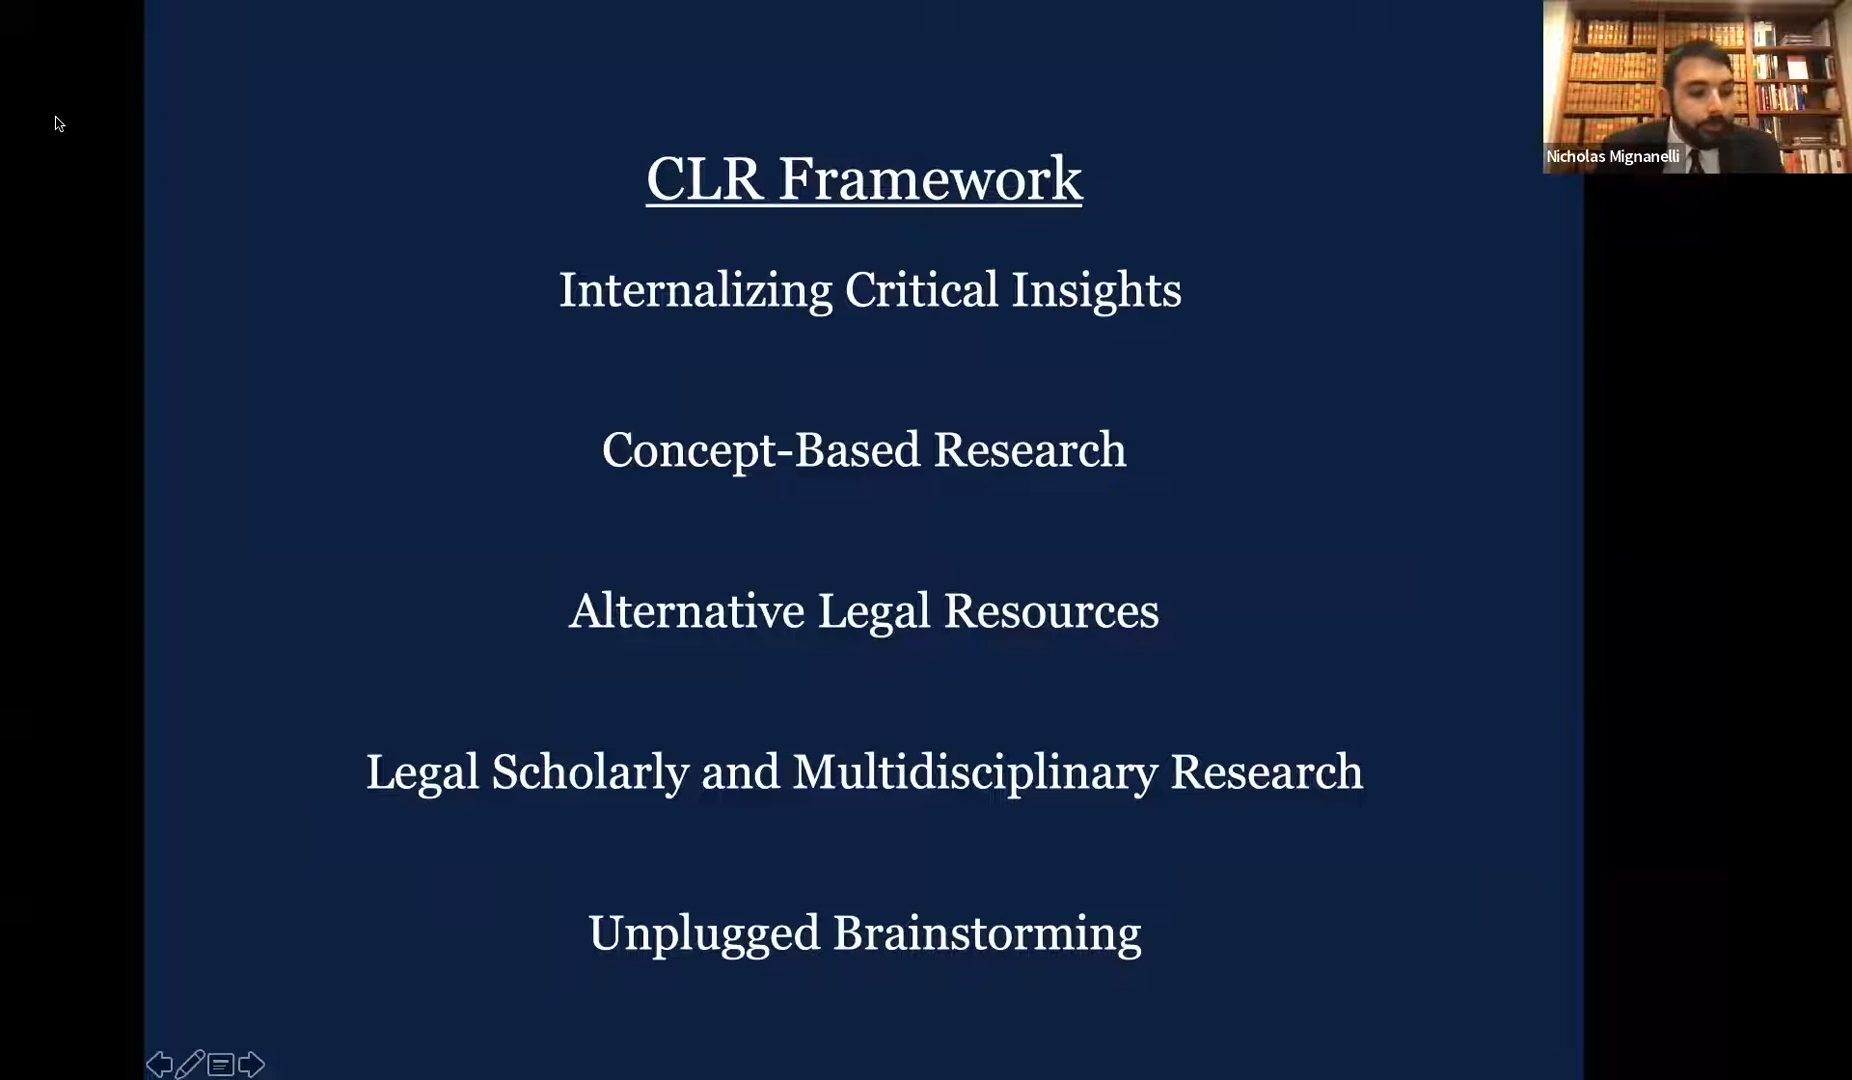 CLR Framework
Internalizing Critical Insights
Concept-Based Research
Alternative Legal Resources
Legal Scholarly and Multidisciplinary Research
Unplugged Brainstorming
Nicholas Mignanelli